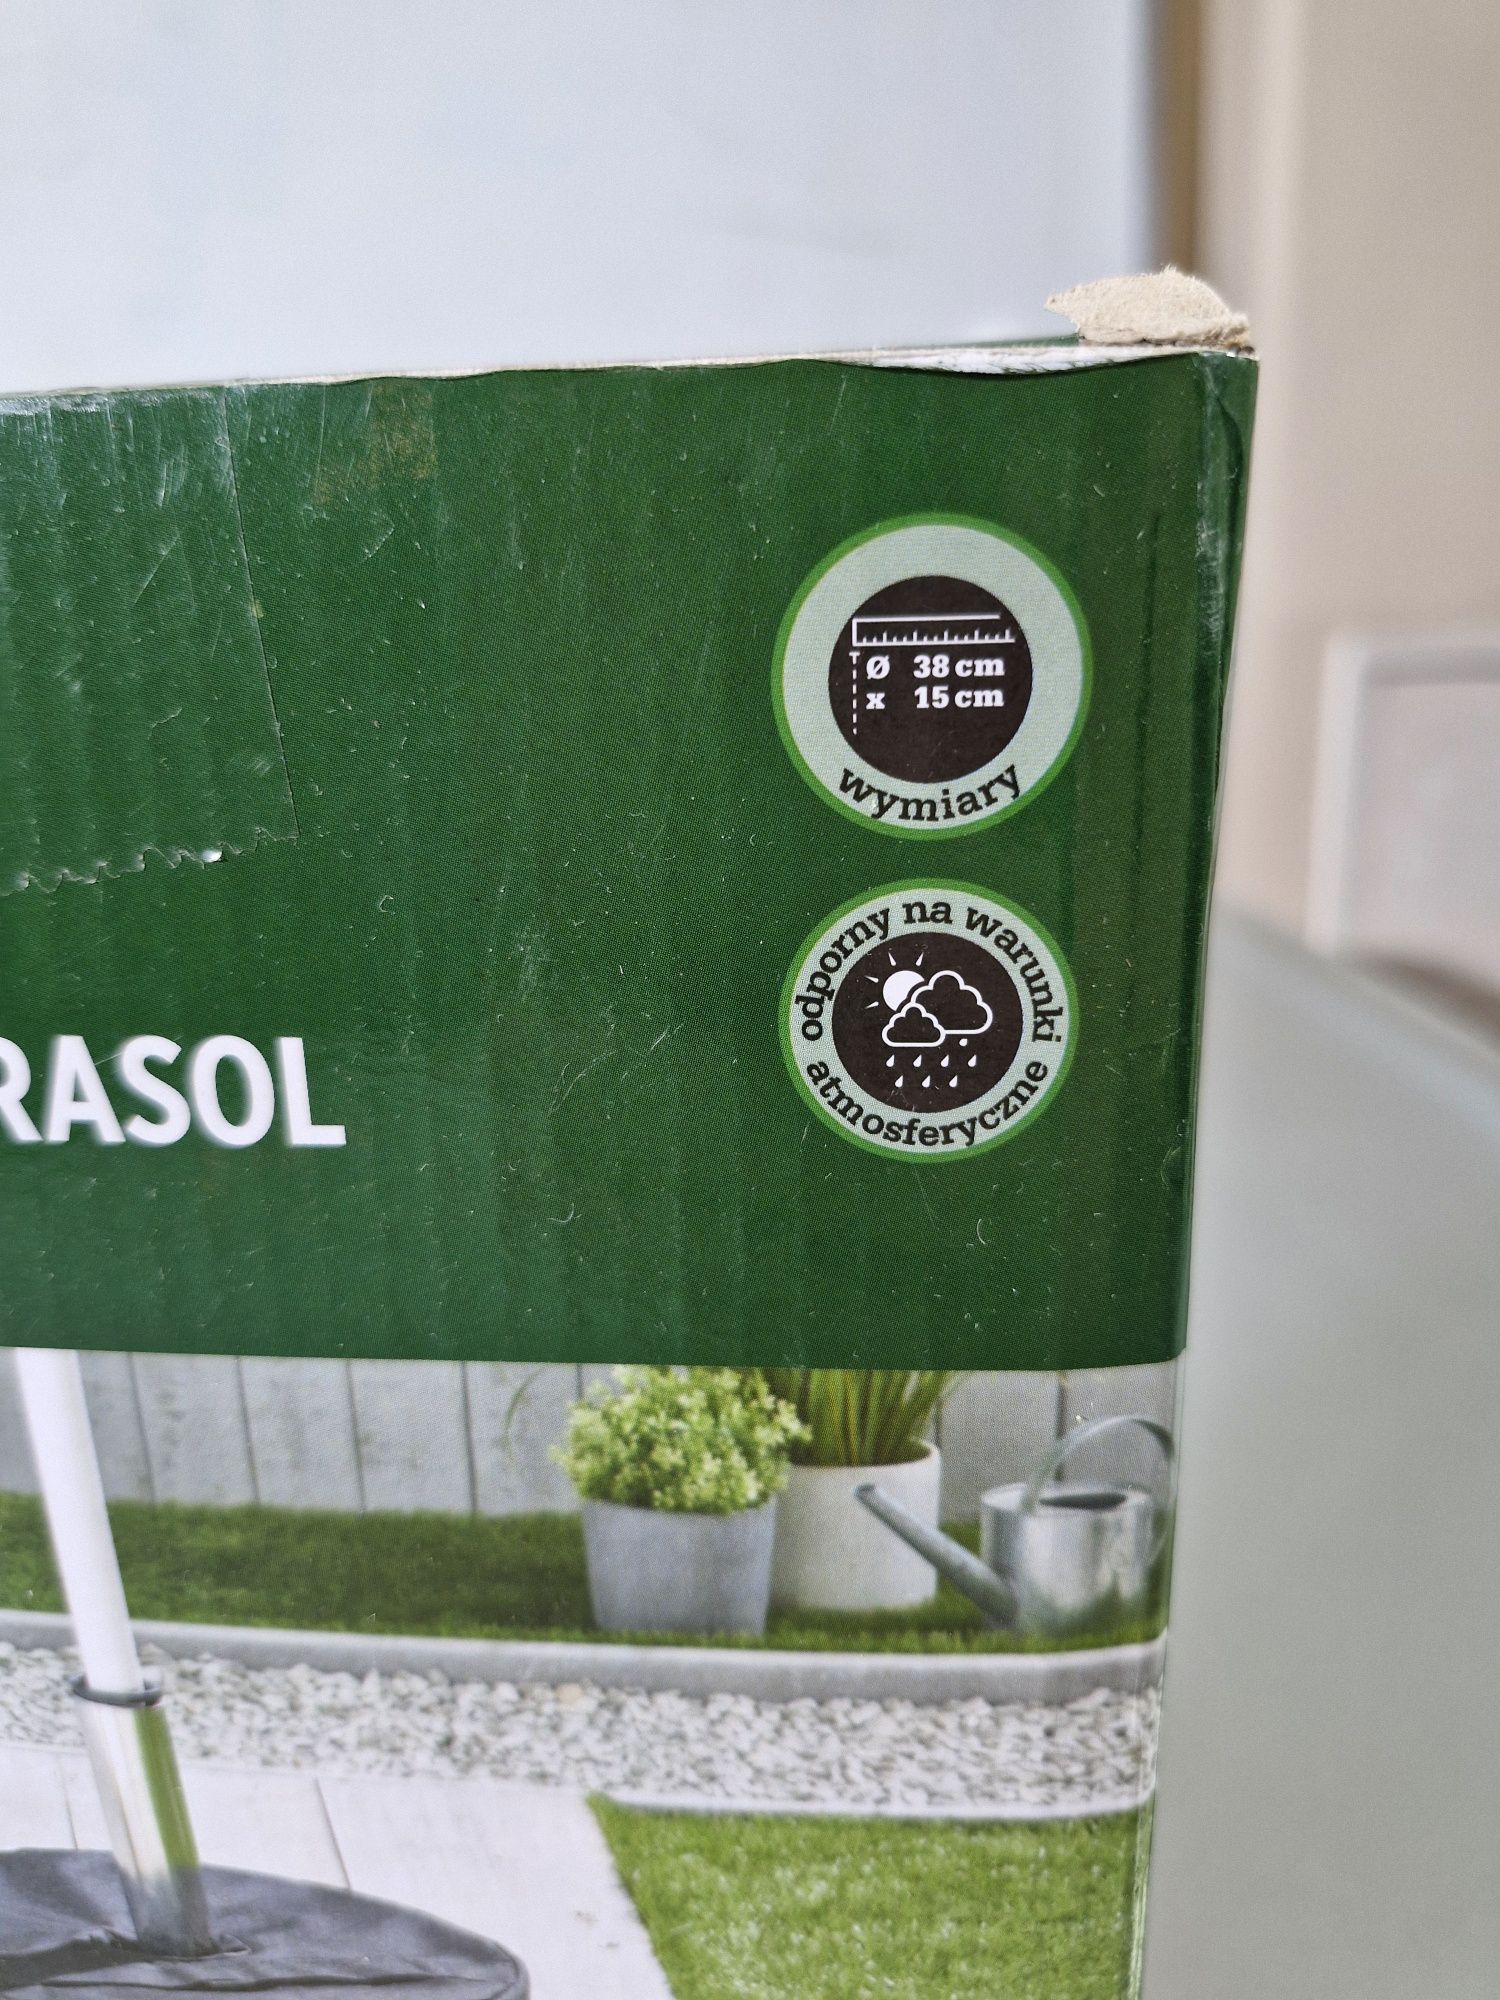 Ø 38 cm
x 15 cm
wymiary
odporny na warunki
atmosferyczne
RASOL